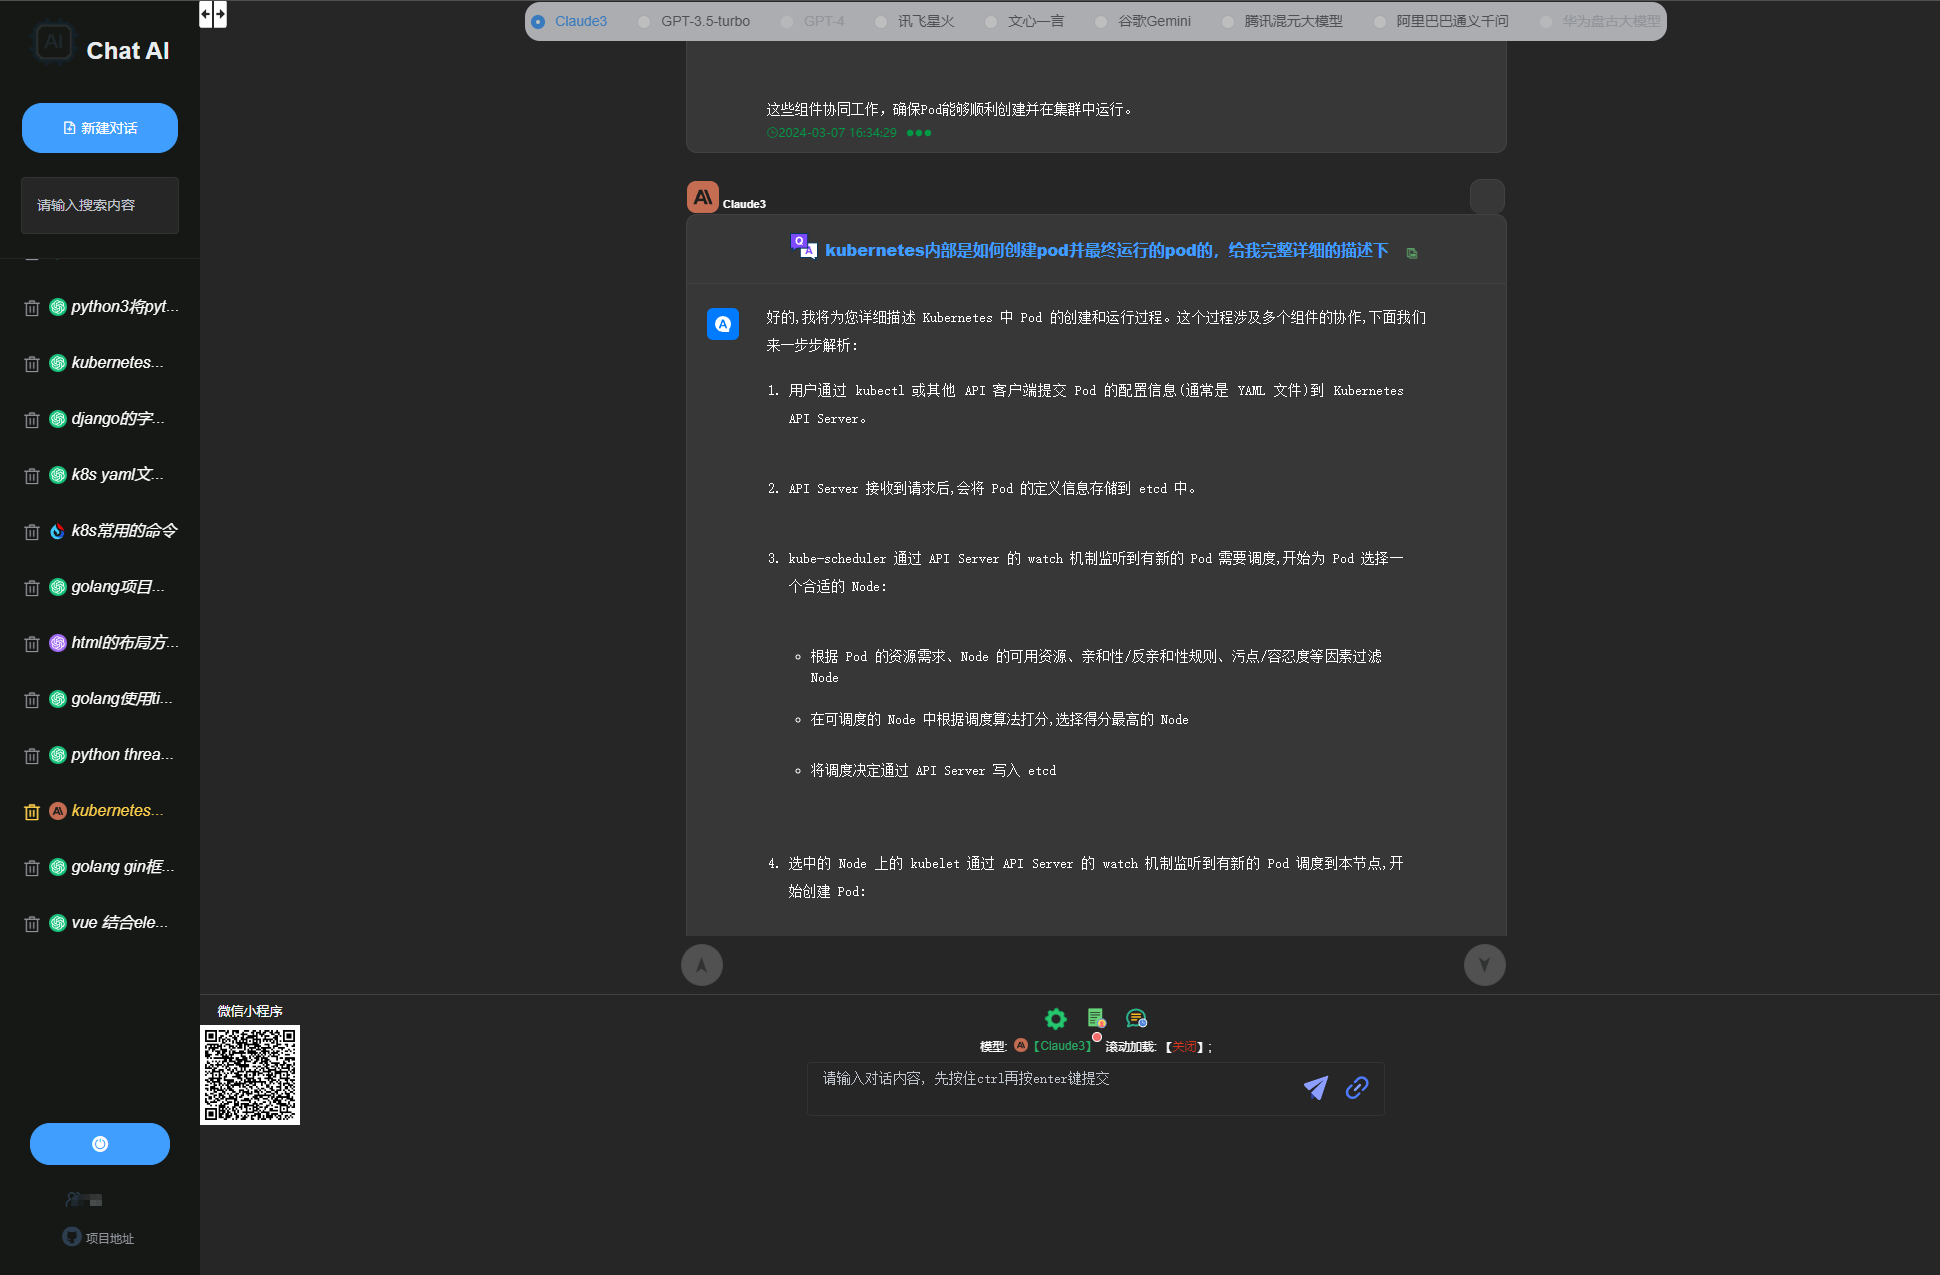 Claude3 GPT-3.5-turbo GPT-4 讯飞星火 文心一言 谷歌Gemini 腾讯混元大模型 阿里巴巴通义千问 华为盘古大模型
AI Chat AI
新建对话
请输入搜索内容
python3将pyt...
kubernetes...
django的字...
k8s yaml文...
k8s常用的命令
golang项目...
html的布局方...
golang使用ti...
python threa...
kubernetes...
golang gin框...
vue 结合ele...
项目地址
这些组件协同工作，确保Pod能够顺利创建并在集群中运行。
2024-03-07 16:34:29
Claude3
kubernetes内部是如何创建pod并最终运行的pod的，给我完整详细的描述下
好的,我将为您详细描述 Kubernetes 中 Pod 的创建和运行过程。这个过程涉及多个组件的协作,下面我们
来一步步解析:
1. 用户通过 kubectl 或其他 API 客户端提交 Pod 的配置信息(通常是 YAML 文件)到 Kubernetes
API Server。
2. API Server 接收到请求后,会将 Pod 的定义信息存储到 etcd 中。
3. kube-scheduler 通过 API Server 的 watch 机制监听到有新的 Pod 需要调度,开始为 Pod 选择一
个合适的 Node:
根据 Pod 的资源需求、Node 的可用资源、亲和性/反亲和性规则、污点/容忍度等因素过滤
Node
在可调度的 Node 中根据调度算法打分,选择得分最高的 Node
将调度决定通过 API Server 写入 etcd
4. 选中的 Node 上的 kubelet 通过 API Server 的 watch 机制监听到有新的 Pod 调度到本节点,开
始创建 Pod:
微信小程序
模型: 【Claude3】 滚动加载: 【关闭】;
请输入对话内容, 先按住ctrl再按enter键提交